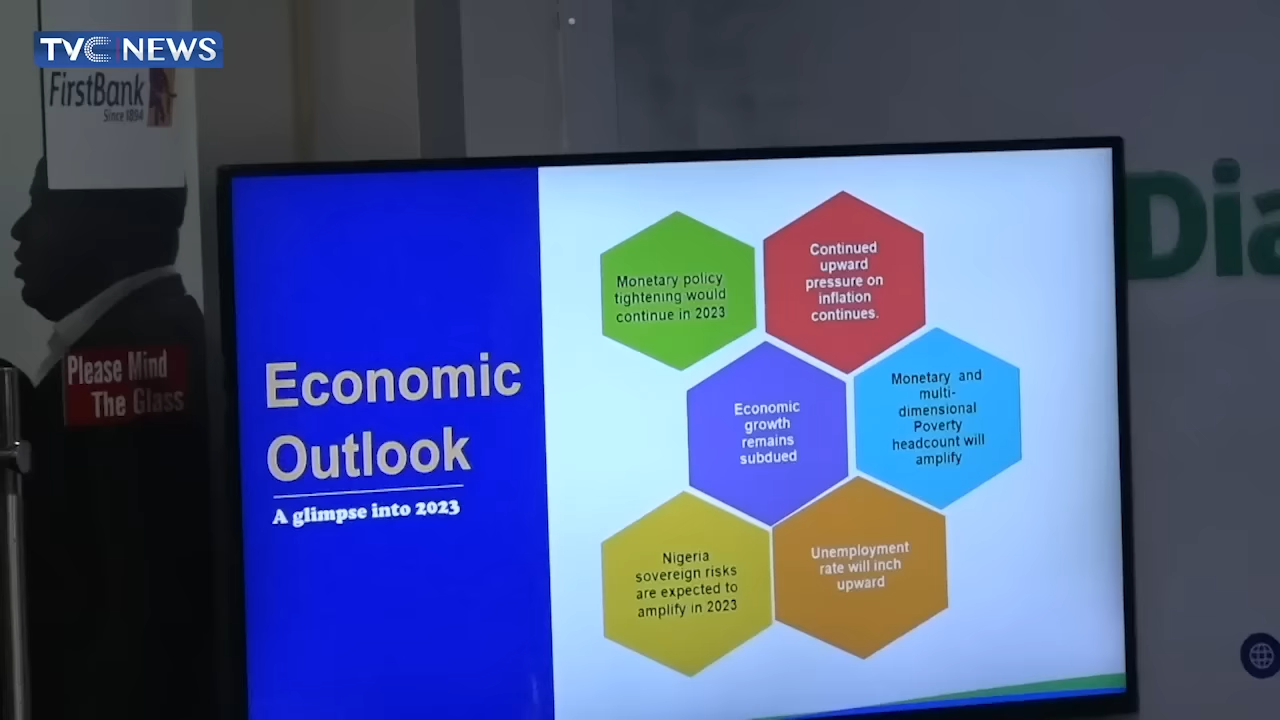 TVC NEWS
FirstBank
Since 1894
Please Mind
The Glass
Economic
Outlook
A glimpse into 2023
Monetary policy
tightening would
continue in 2023
Continued
upward
pressure on
inflation
continues.
Economic
growth
remains
subdued
Monetary and
multi-
dimensional
Poverty
headcount will
amplify
Nigeria
sovereign risks
are expected to
amplify in 2023
Unemployment
rate will inch
upward